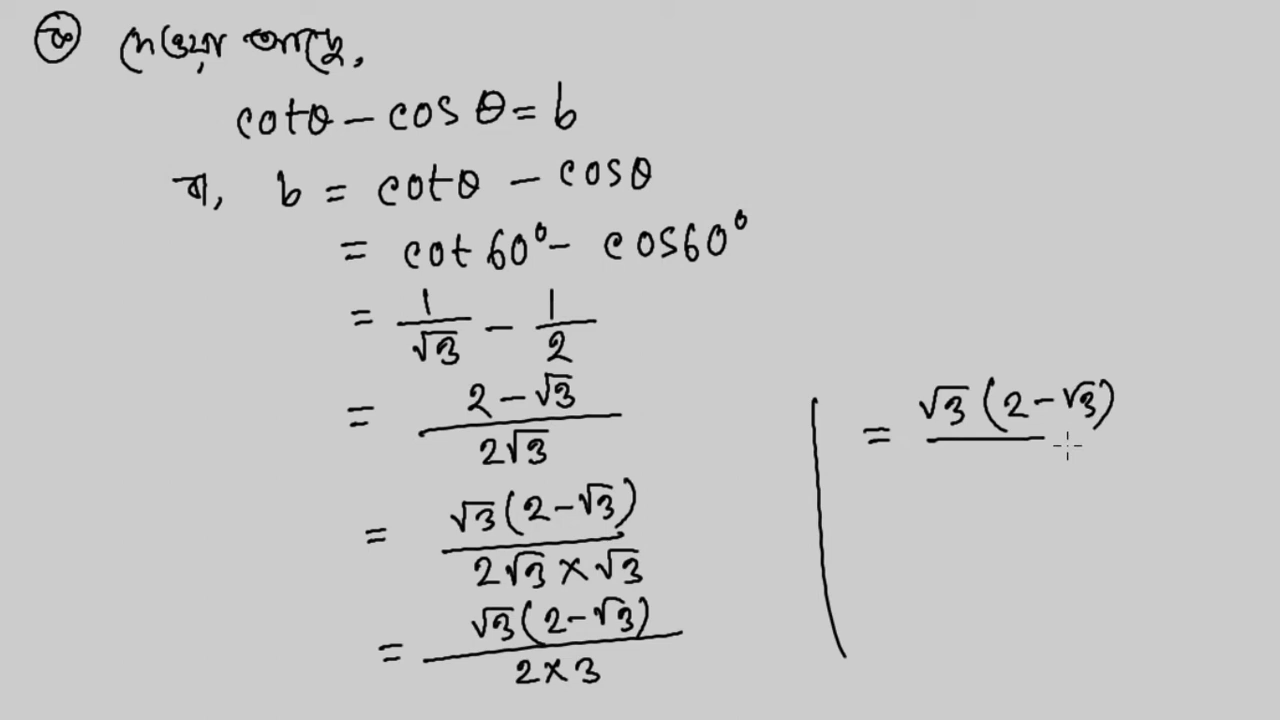 ক দেওয়া আছে,
cotθ - cos θ = b
বা, b = cotθ - cosθ
= cot 60° - cos60°
= 1/√3 - 1/2
= (2 - √3)/(2√3)
= √3(2 - √3)/(2√3 × √3)
= √3(2 - √3)/(2 × 3)
= √3(2 - √3)/